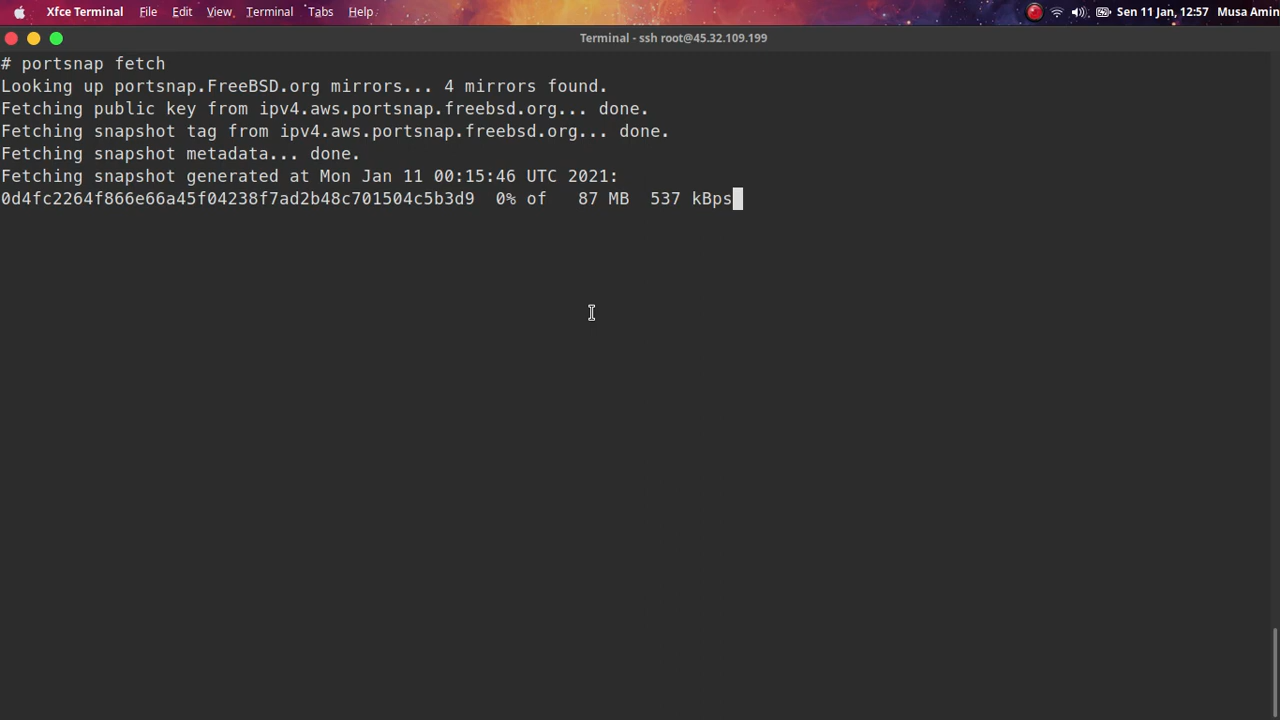 Xfce Terminal File Edit View Terminal Tabs Help Sen 11 Jan, 12:57 Musa Amin
Terminal - ssh root@45.32.109.199
# portsnap fetch
Looking up portsnap.FreeBSD.org mirrors... 4 mirrors found.
Fetching public key from ipv4.aws.portsnap.freebsd.org... done.
Fetching snapshot tag from ipv4.aws.portsnap.freebsd.org... done.
Fetching snapshot metadata... done.
Fetching snapshot generated at Mon Jan 11 00:15:46 UTC 2021:
0d4fc2264f866e66a45f04238f7ad2b48c701504c5b3d9 0% of 87 MB 537 kBps